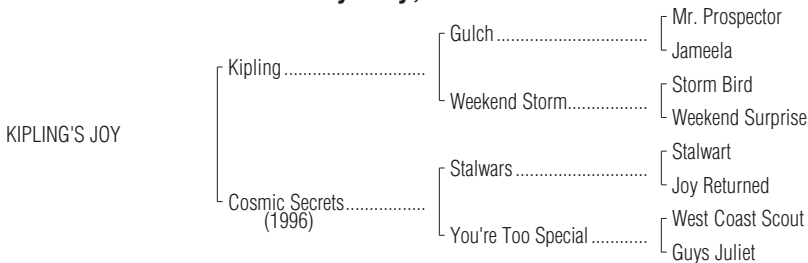 Mr. Prospector
Gulch ................................
Jameela
Kipling ..............................
Storm Bird
Weekend Storm.................
Weekend Surprise
KIPLING'S JOY
Stalwart
Stalwars ............................
Joy Returned
Cosmic Secrets.................
(1996)
West Coast Scout
You're Too Special ............
Guys Juliet